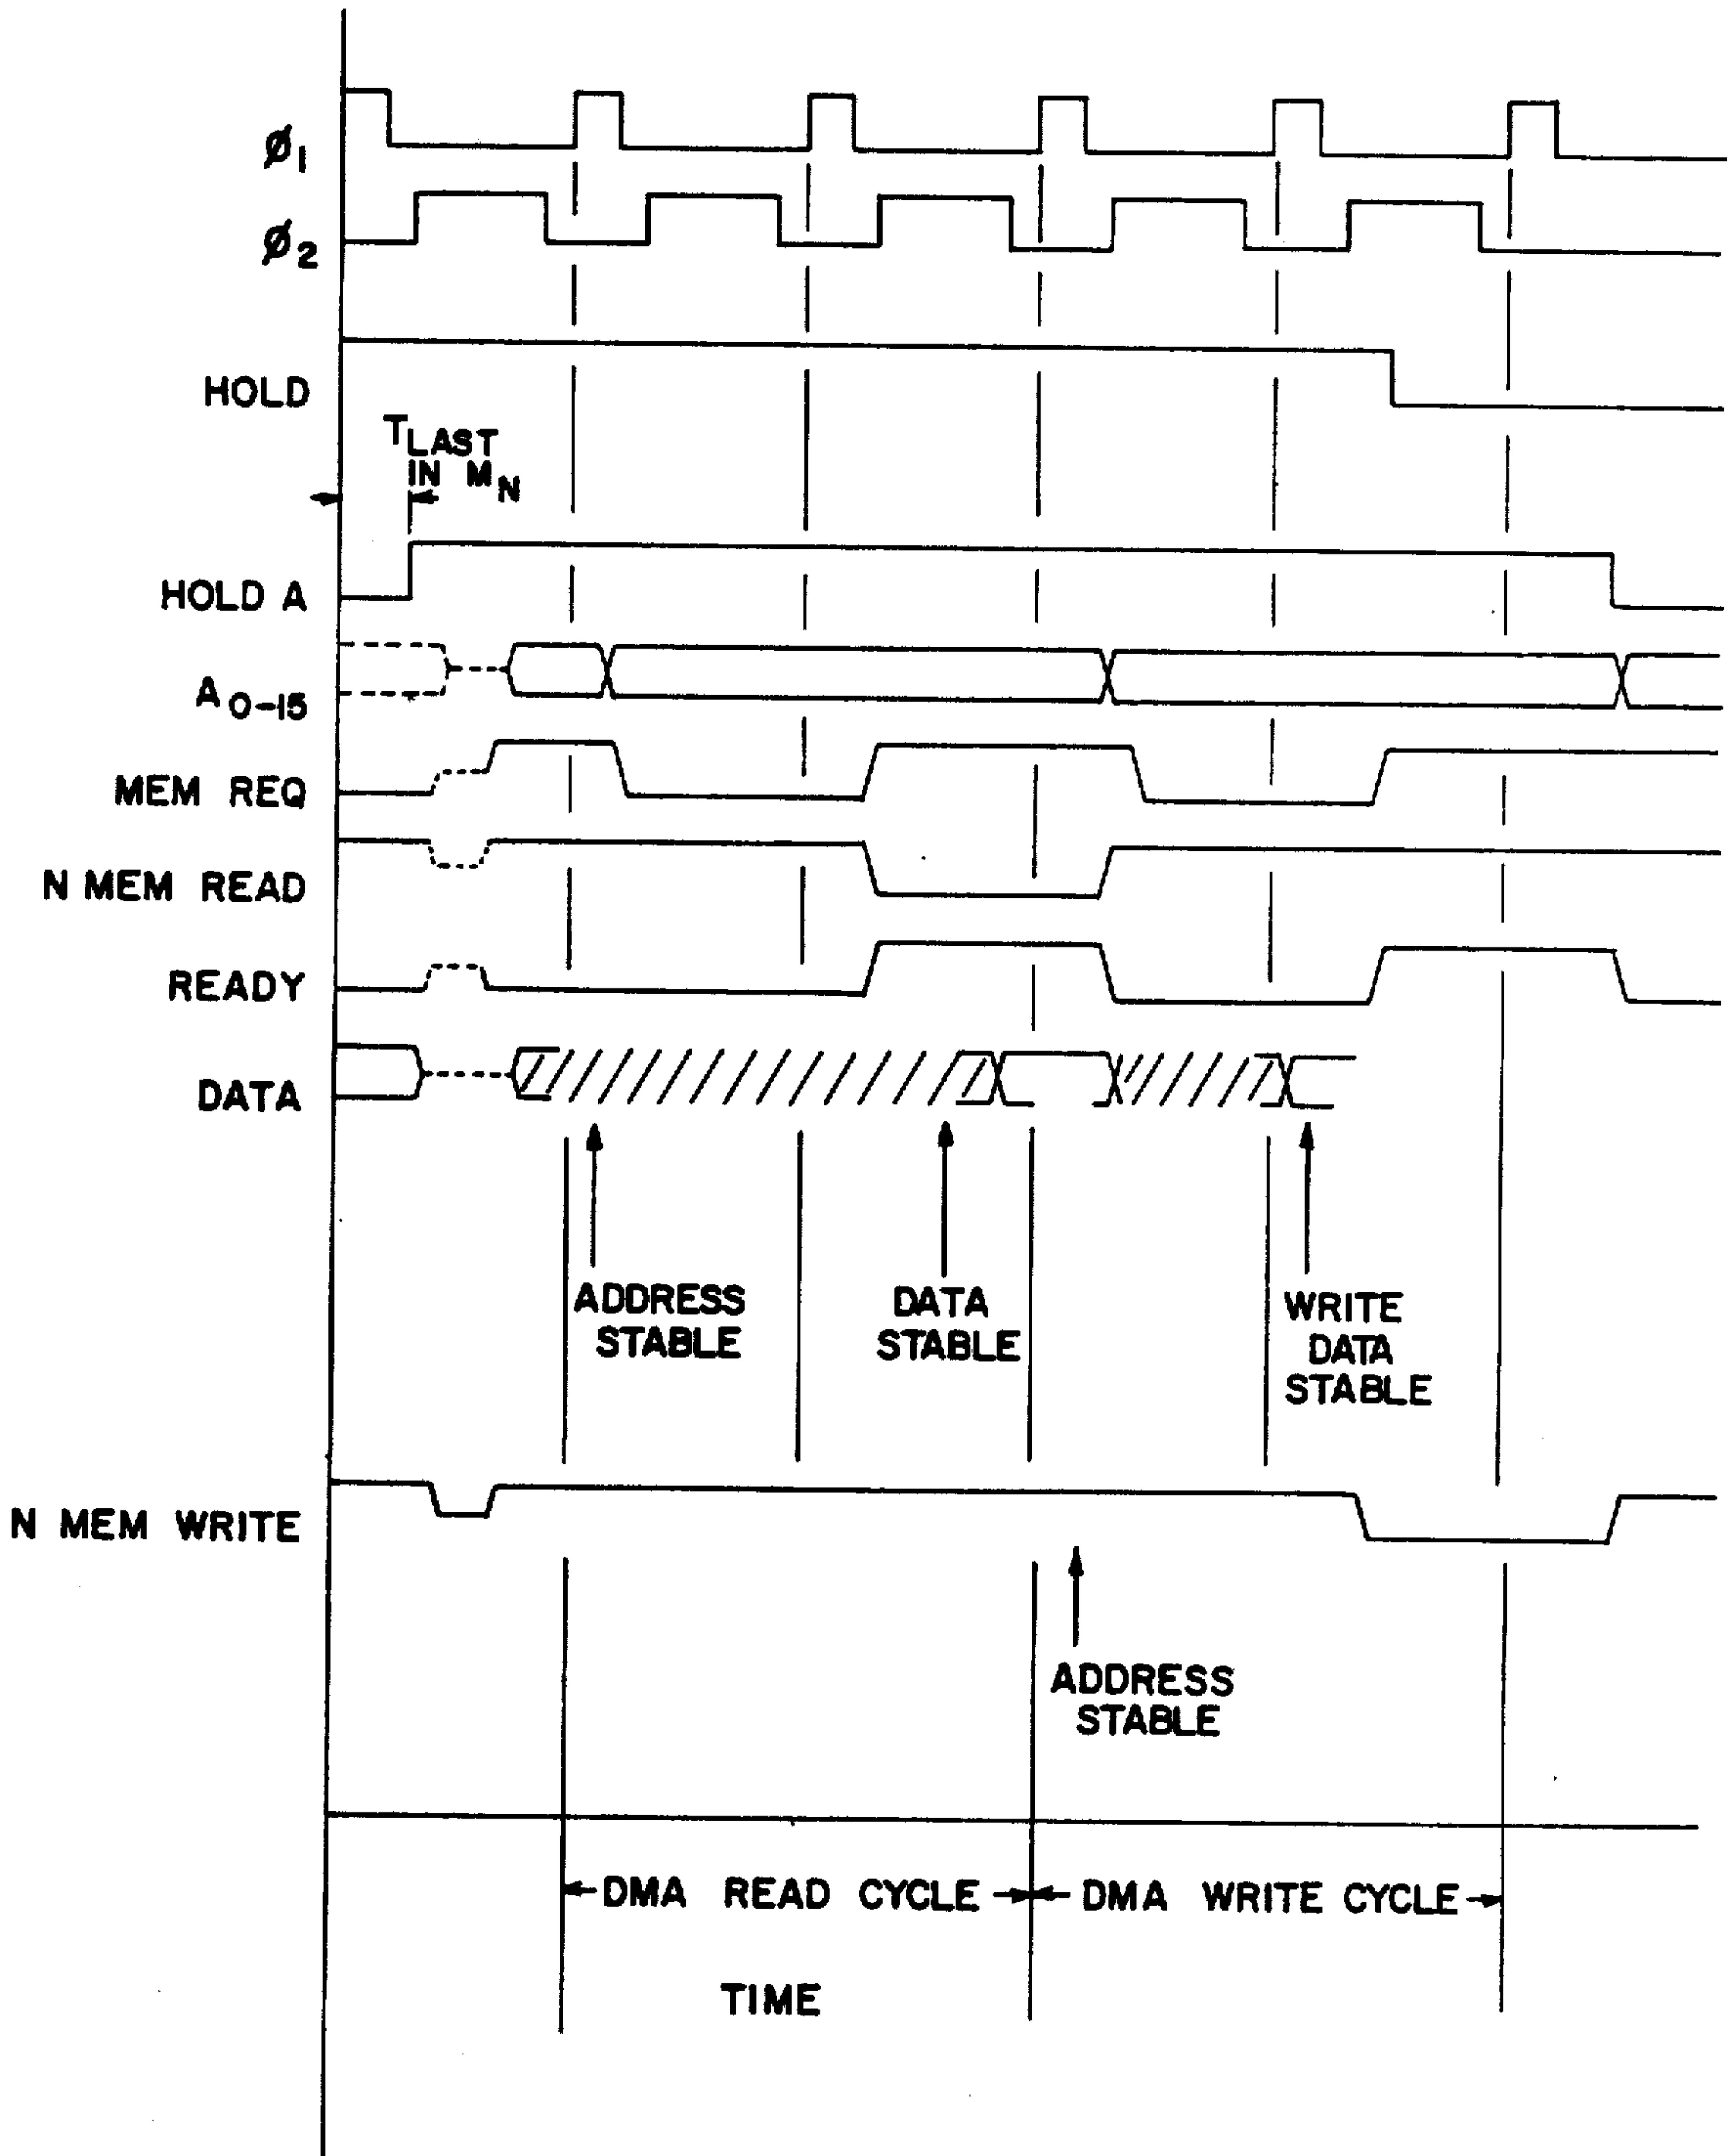 Ø1
Ø2
HOLD
TLAST
IN MN
HOLD A
A0-15
MEM REQ
N MEM READ
READY
DATA
ADDRESS
STABLE
DATA
STABLE
WRITE
DATA
STABLE
N MEM WRITE
ADDRESS
STABLE
DMA READ CYCLE
DMA WRITE CYCLE
TIME